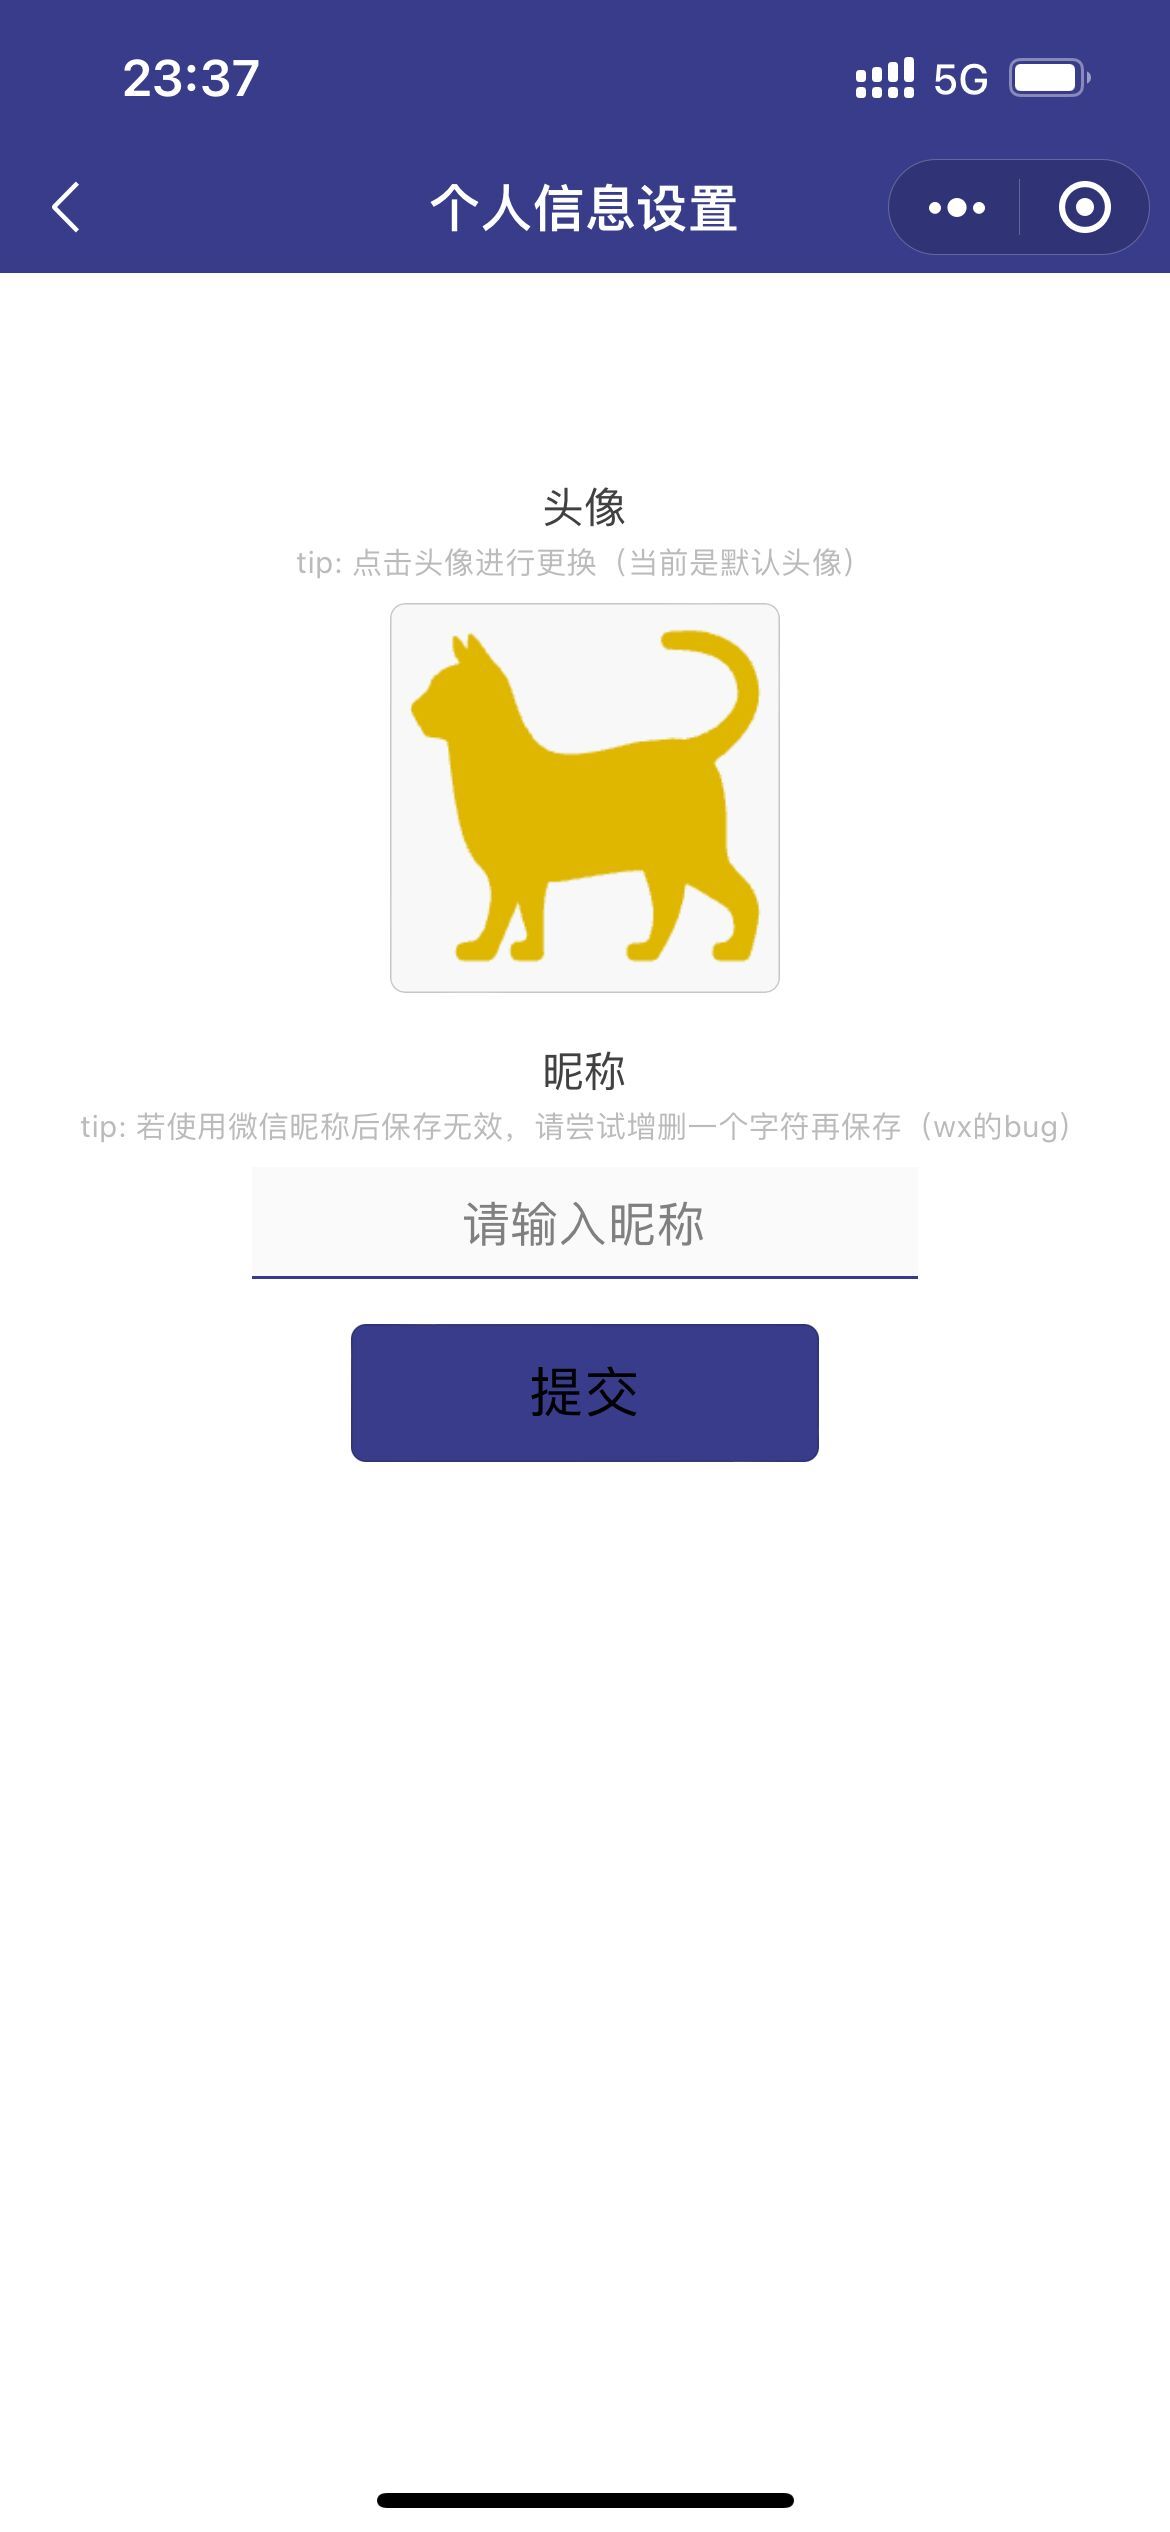 23:37
5G
个人信息设置
头像
tip: 点击头像进行更换（当前是默认头像）
昵称
tip: 若使用微信昵称后保存无效，请尝试增删一个字符再保存（wx的bug）
请输入昵称
提交